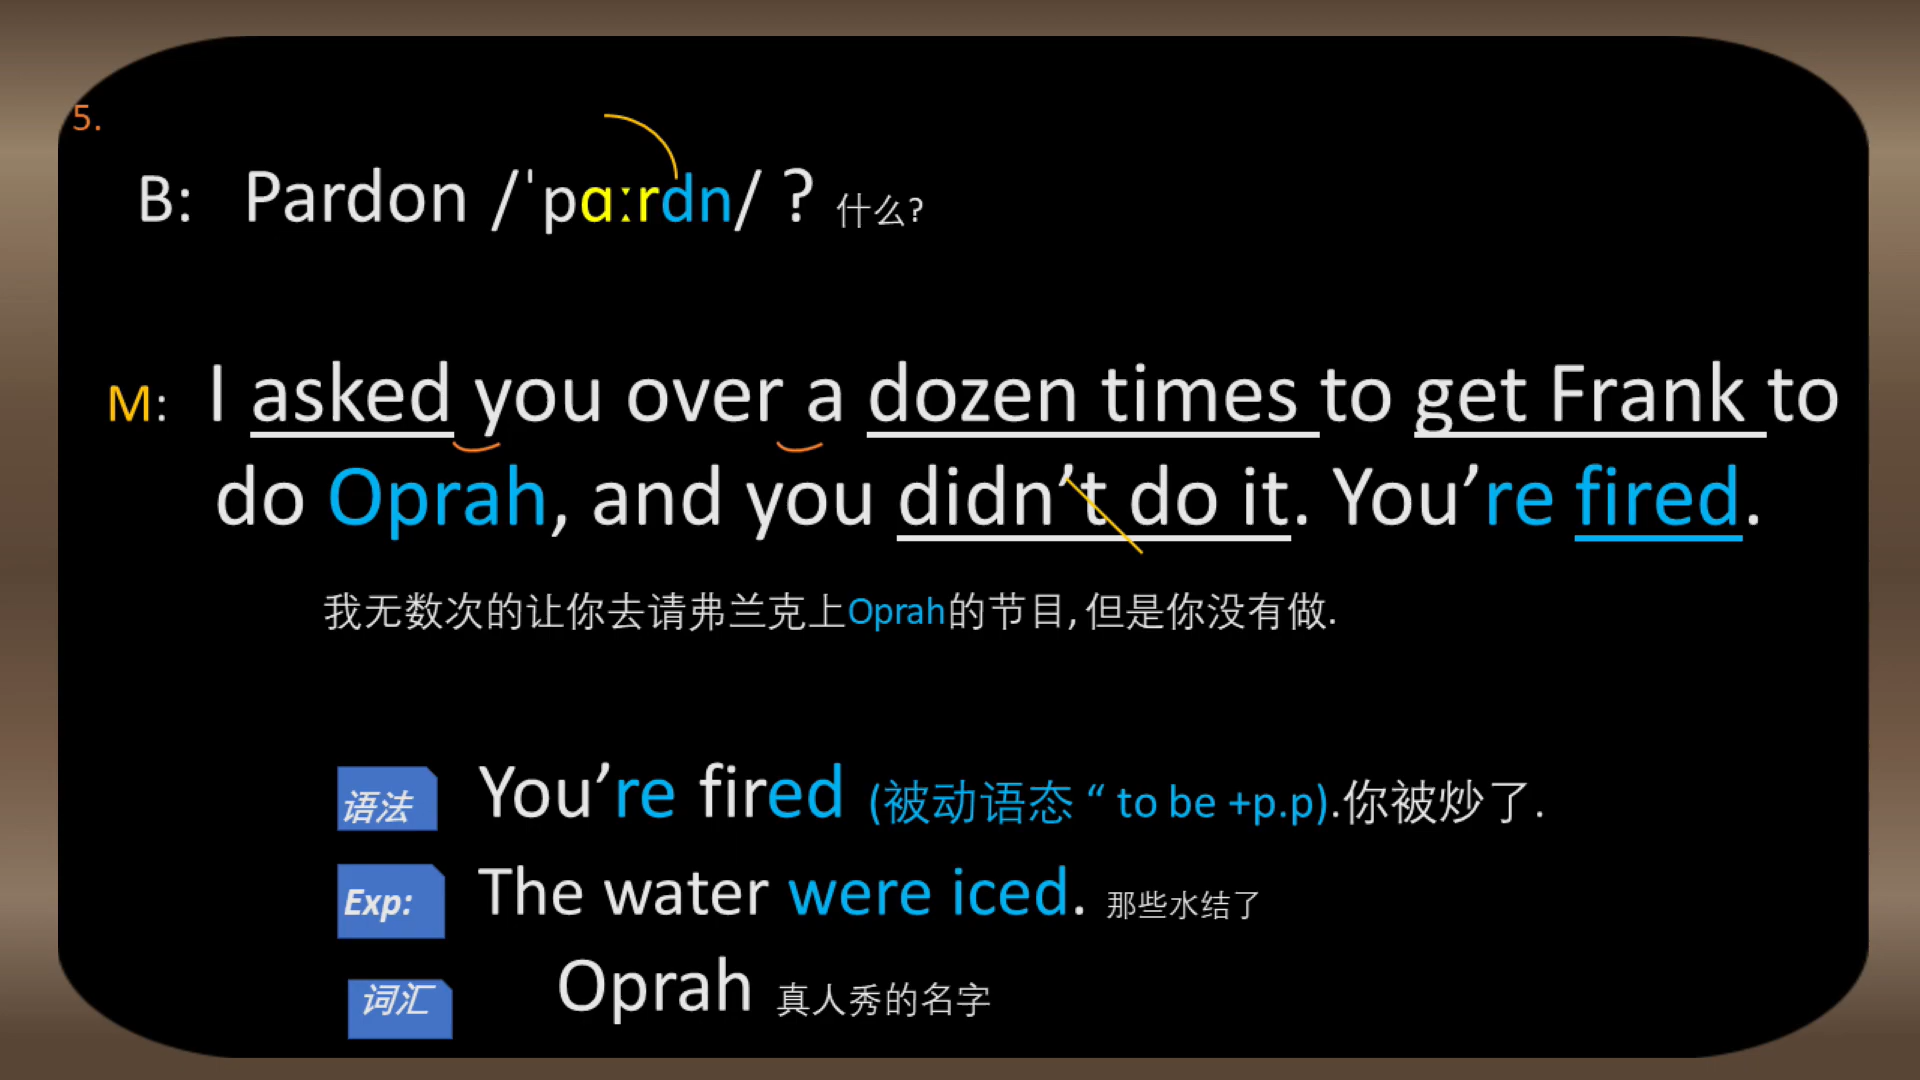 5.
B: Pardon /ˈpɑːrdn/ ? 什么?
M: I asked you over a dozen times to get Frank to
do Oprah, and you didn’t do it. You’re fired.
我无数次的让你去请弗兰克上Oprah的节目,但是你没有做.
语法 You’re fired (被动语态 “ to be +p.p).你被炒了.
Exp: The water were iced. 那些水结了
词汇 Oprah 真人秀的名字